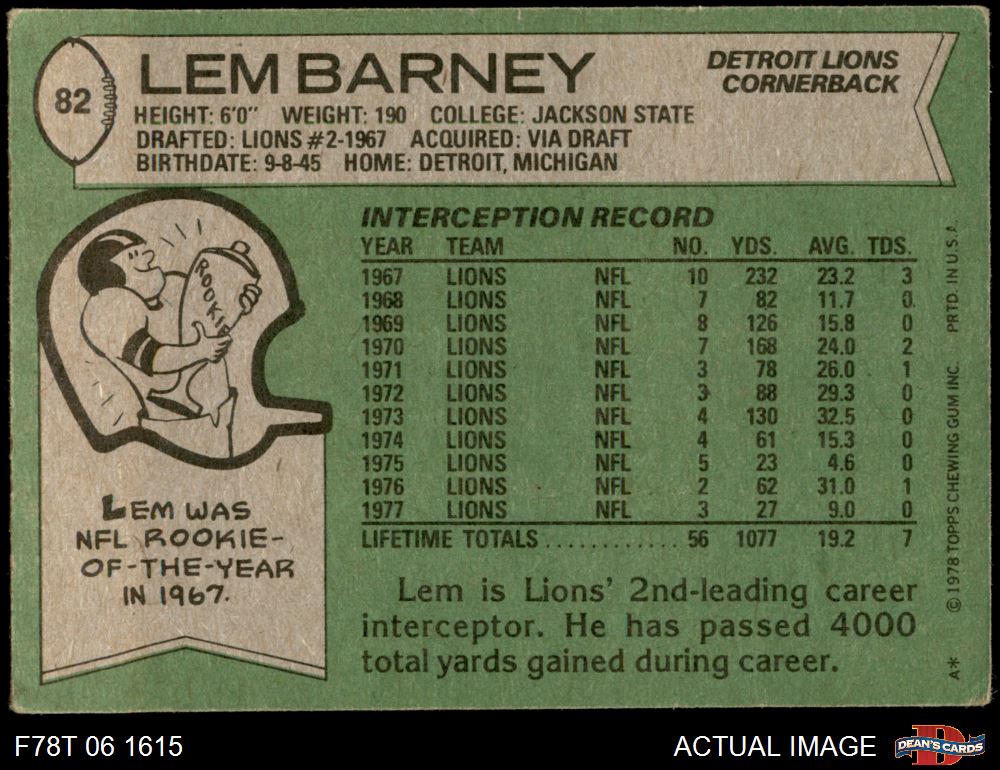 82
LEM BARNEY
DETROIT LIONS
CORNERBACK
HEIGHT: 6'0" WEIGHT: 190 COLLEGE: JACKSON STATE
DRAFTED: LIONS #2-1967 ACQUIRED: VIA DRAFT
BIRTHDATE: 9-8-45 HOME: DETROIT, MICHIGAN
ROOKIE
LEM WAS
NFL ROOKIE-
OF-THE-YEAR
IN 1967.
INTERCEPTION RECORD
YEAR TEAM NO. YDS. AVG. TDS.
1967 LIONS NFL 10 232 23.2 3
1968 LIONS NFL 7 82 11.7 0
1969 LIONS NFL 8 126 15.8 0
1970 LIONS NFL 7 168 24.0 2
1971 LIONS NFL 3 78 26.0 1
1972 LIONS NFL 3 88 29.3 0
1973 LIONS NFL 4 130 32.5 0
1974 LIONS NFL 4 61 15.3 0
1975 LIONS NFL 5 23 4.6 0
1976 LIONS NFL 2 62 31.0 1
1977 LIONS NFL 3 27 9.0 0
LIFETIME TOTALS............ 56 1077 19.2 7
Lem is Lions' 2nd-leading career
interceptor. He has passed 4000
total yards gained during career.
A* © 1978 TOPPS CHEWING GUM INC. PRTD. IN U.S.A.
F78T 06 1615
ACTUAL IMAGE
D
DEAN'S CARDS